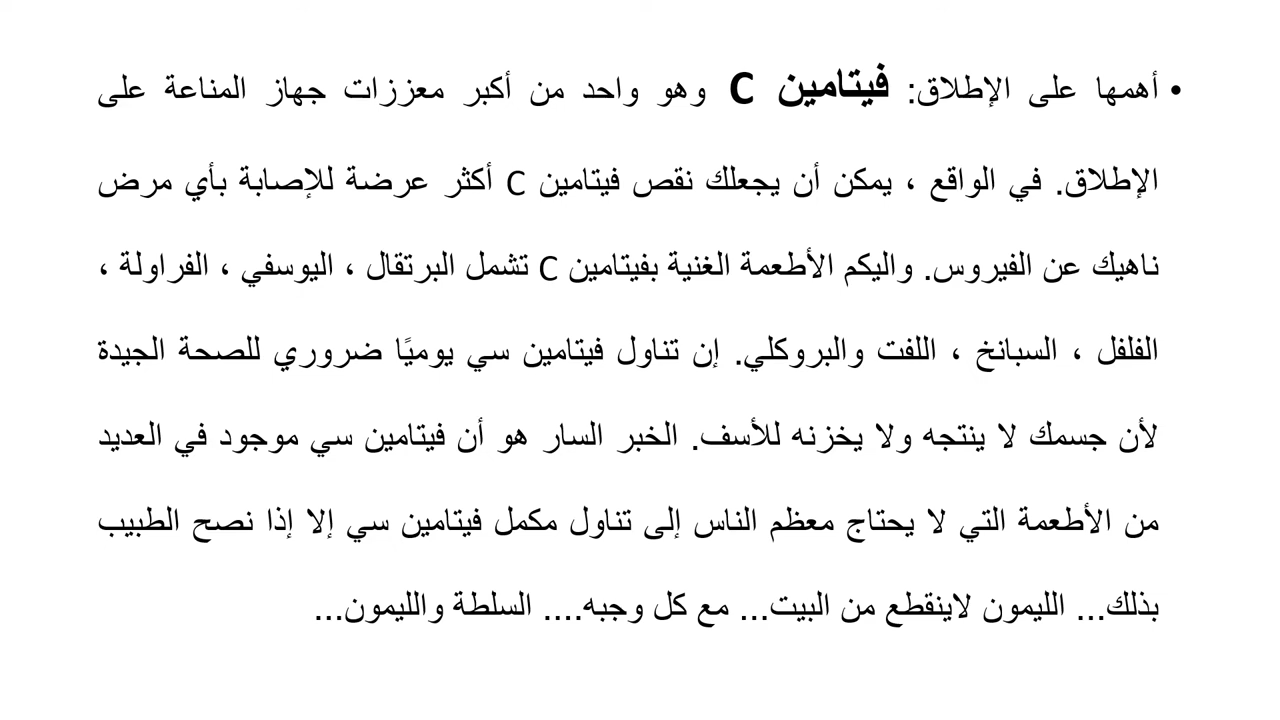 • أهمها على الإطلاق: فيتامين C وهو واحد من أكبر معززات جهاز المناعة على
الإطلاق. في الواقع ، يمكن أن يجعلك نقص فيتامين C أكثر عرضة للإصابة بأي مرض
ناهيك عن الفيروس. واليكم الأطعمة الغنية بفيتامين C تشمل البرتقال ، اليوسفي ، الفراولة ،
الفلفل ، السبانخ ، اللفت والبروكلي. إن تناول فيتامين سي يوميًا ضروري للصحة الجيدة
لأن جسمك لا ينتجه ولا يخزنه للأسف. الخبر السار هو أن فيتامين سي موجود في العديد
من الأطعمة التي لا يحتاج معظم الناس إلى تناول مكمل فيتامين سي إلا إذا نصح الطبيب
بذلك... الليمون لاينقطع من البيت... مع كل وجبه.... السلطة والليمون...